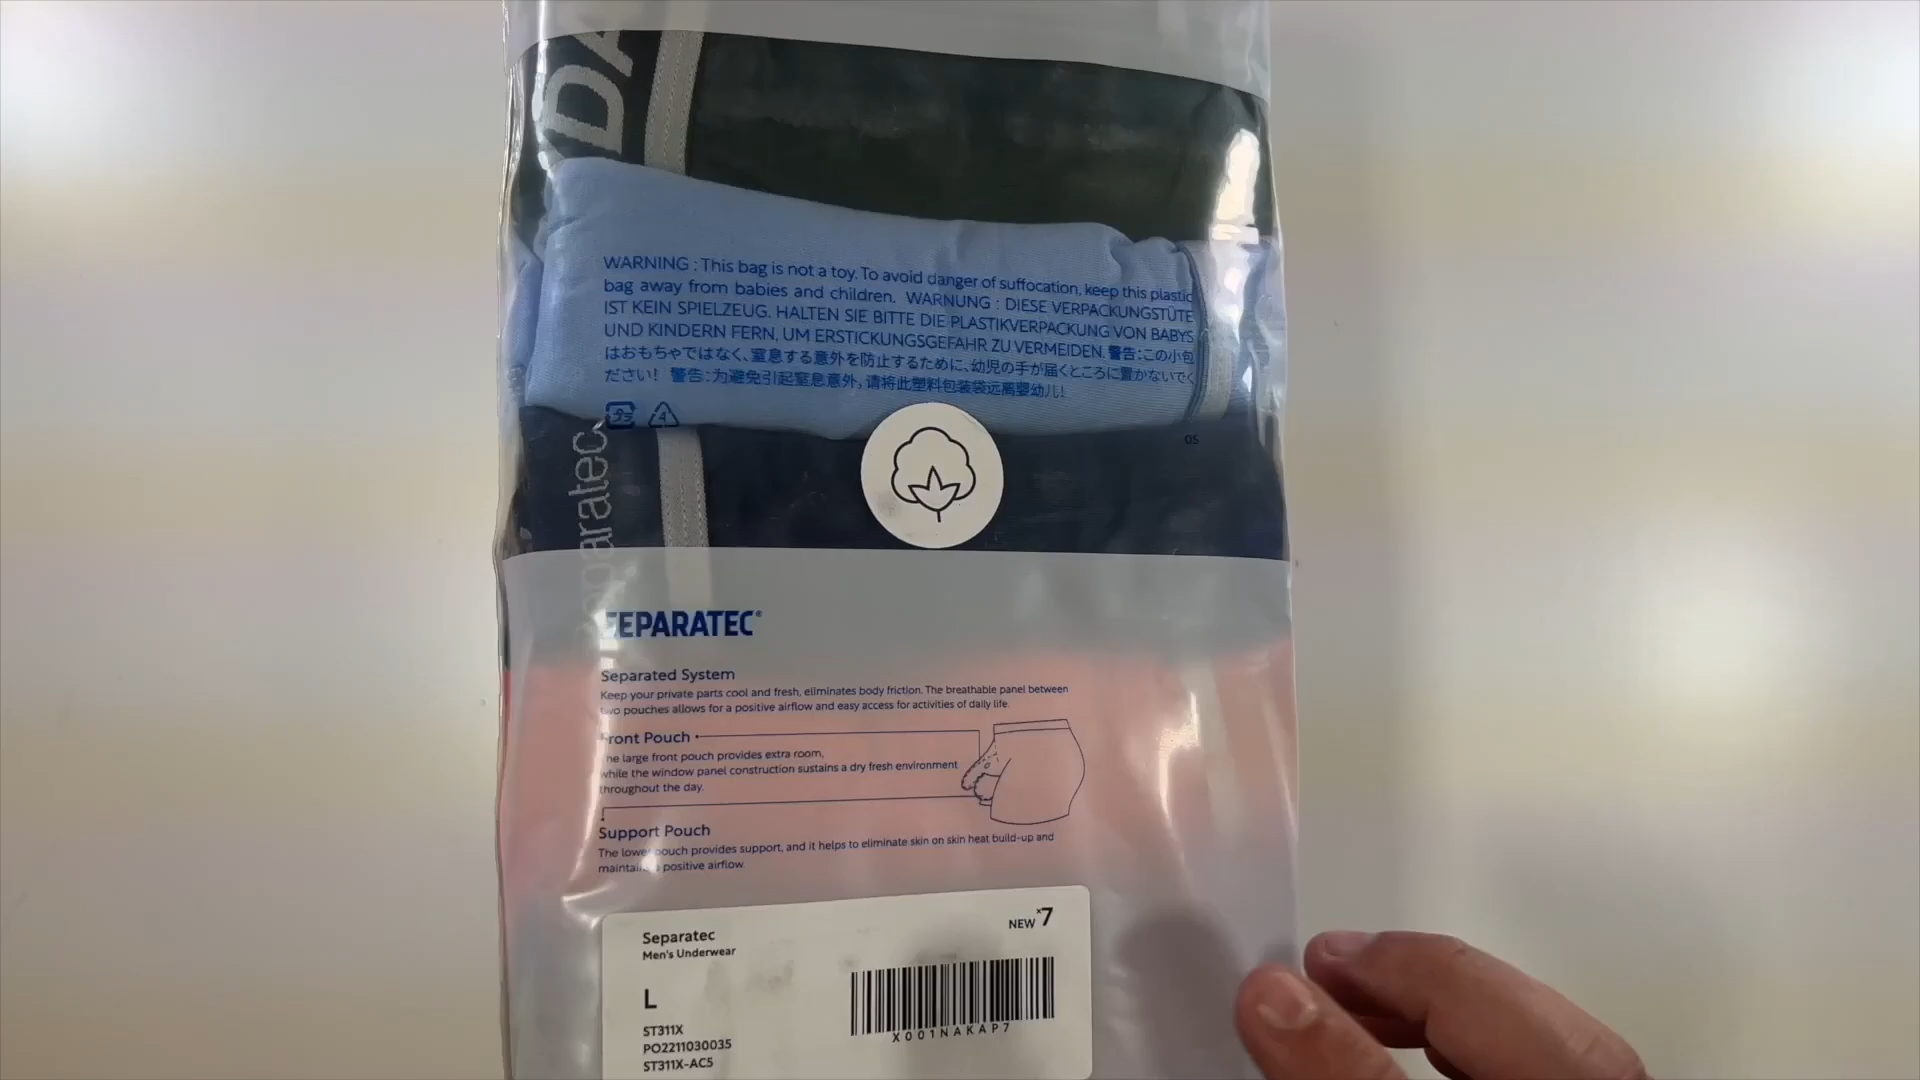 DA
WARNING : This bag is not a toy. To avoid danger of suffocation, keep this plastic
bag away from babies and children. WARNUNG : DIESE VERPACKUNGSTÜTE
IST KEIN SPIELZEUG. HALTEN SIE BITTE DIE PLASTIKVERPACKUNG VON BABYS
UND KINDERN FERN, UM ERSTICKUNGSGEFAHR ZU VERMEIDEN. 警告：この小包
はおもちゃではなく、窒息する意外を防止するために、幼児の手が届くところに置かないでく
ださい！ 警告：为避免引起窒息意外，请将此塑料包装袋远离婴幼儿！
プラ 4
05
separatec
SEPARATEC®
Separated System
Keep your private parts cool and fresh, eliminates body friction. The breathable panel between
two pouches allows for a positive airflow and easy access for activities of daily life.
Front Pouch
The large front pouch provides extra room,
while the window panel construction sustains a dry fresh environment
throughout the day.
Support Pouch
The lower pouch provides support, and it helps to eliminate skin on skin heat build-up and
maintain a positive airflow.
Separatec
Men's Underwear
NEW ×7
L
ST311X
PO2211030035
ST311X-AC5
X001NAKAP7